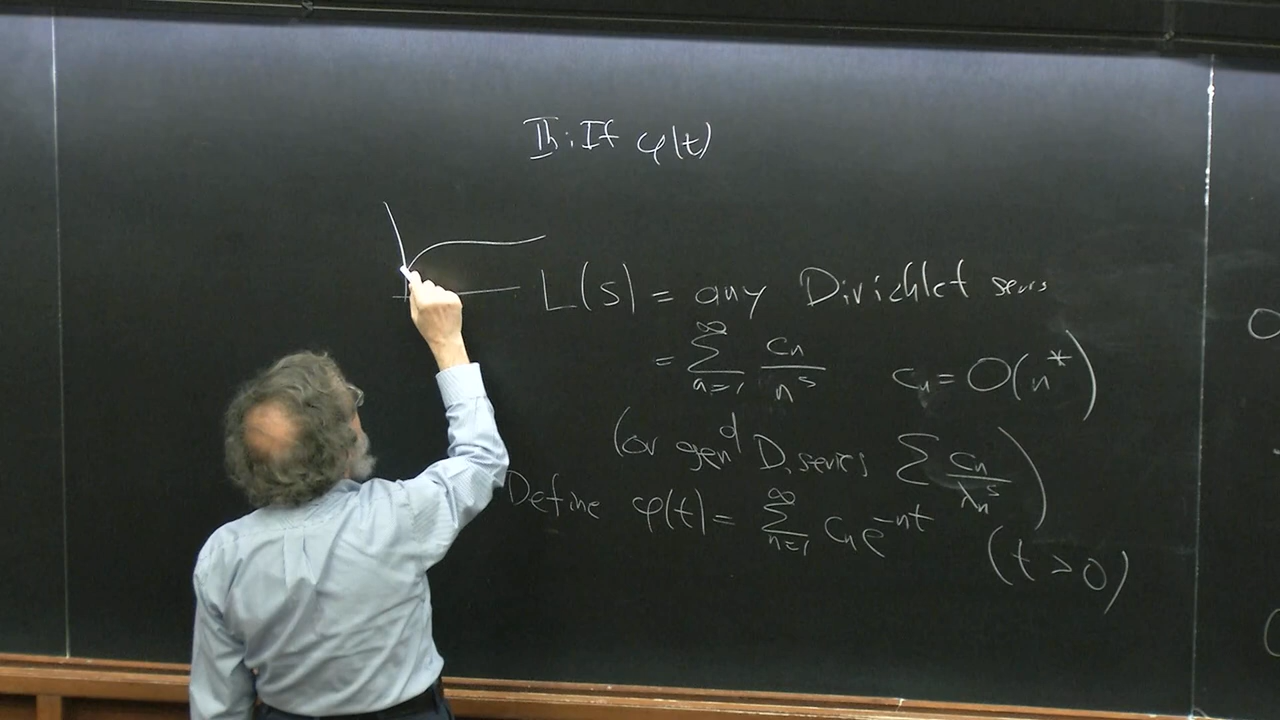 Th: If φ(t)
L(s) = any Dirichlet series
= ∑_{n=1}^{∞} c_n / n^s    c_n = O(n^*)
(or gen^d D. series ∑ c_n / λ_n^s)
Define φ(t) = ∑_{n=1}^{∞} c_n e^{-nt}    (t > 0)